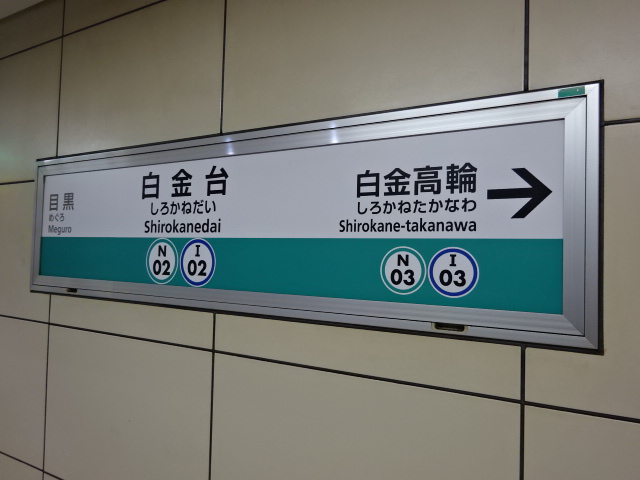 目黒
めぐろ
Meguro
白金台
しろかねだい
Shirokanedai
N
02
I
02
白金高輪
しろかねたかなわ
Shirokane-takanawa
N
03
I
03